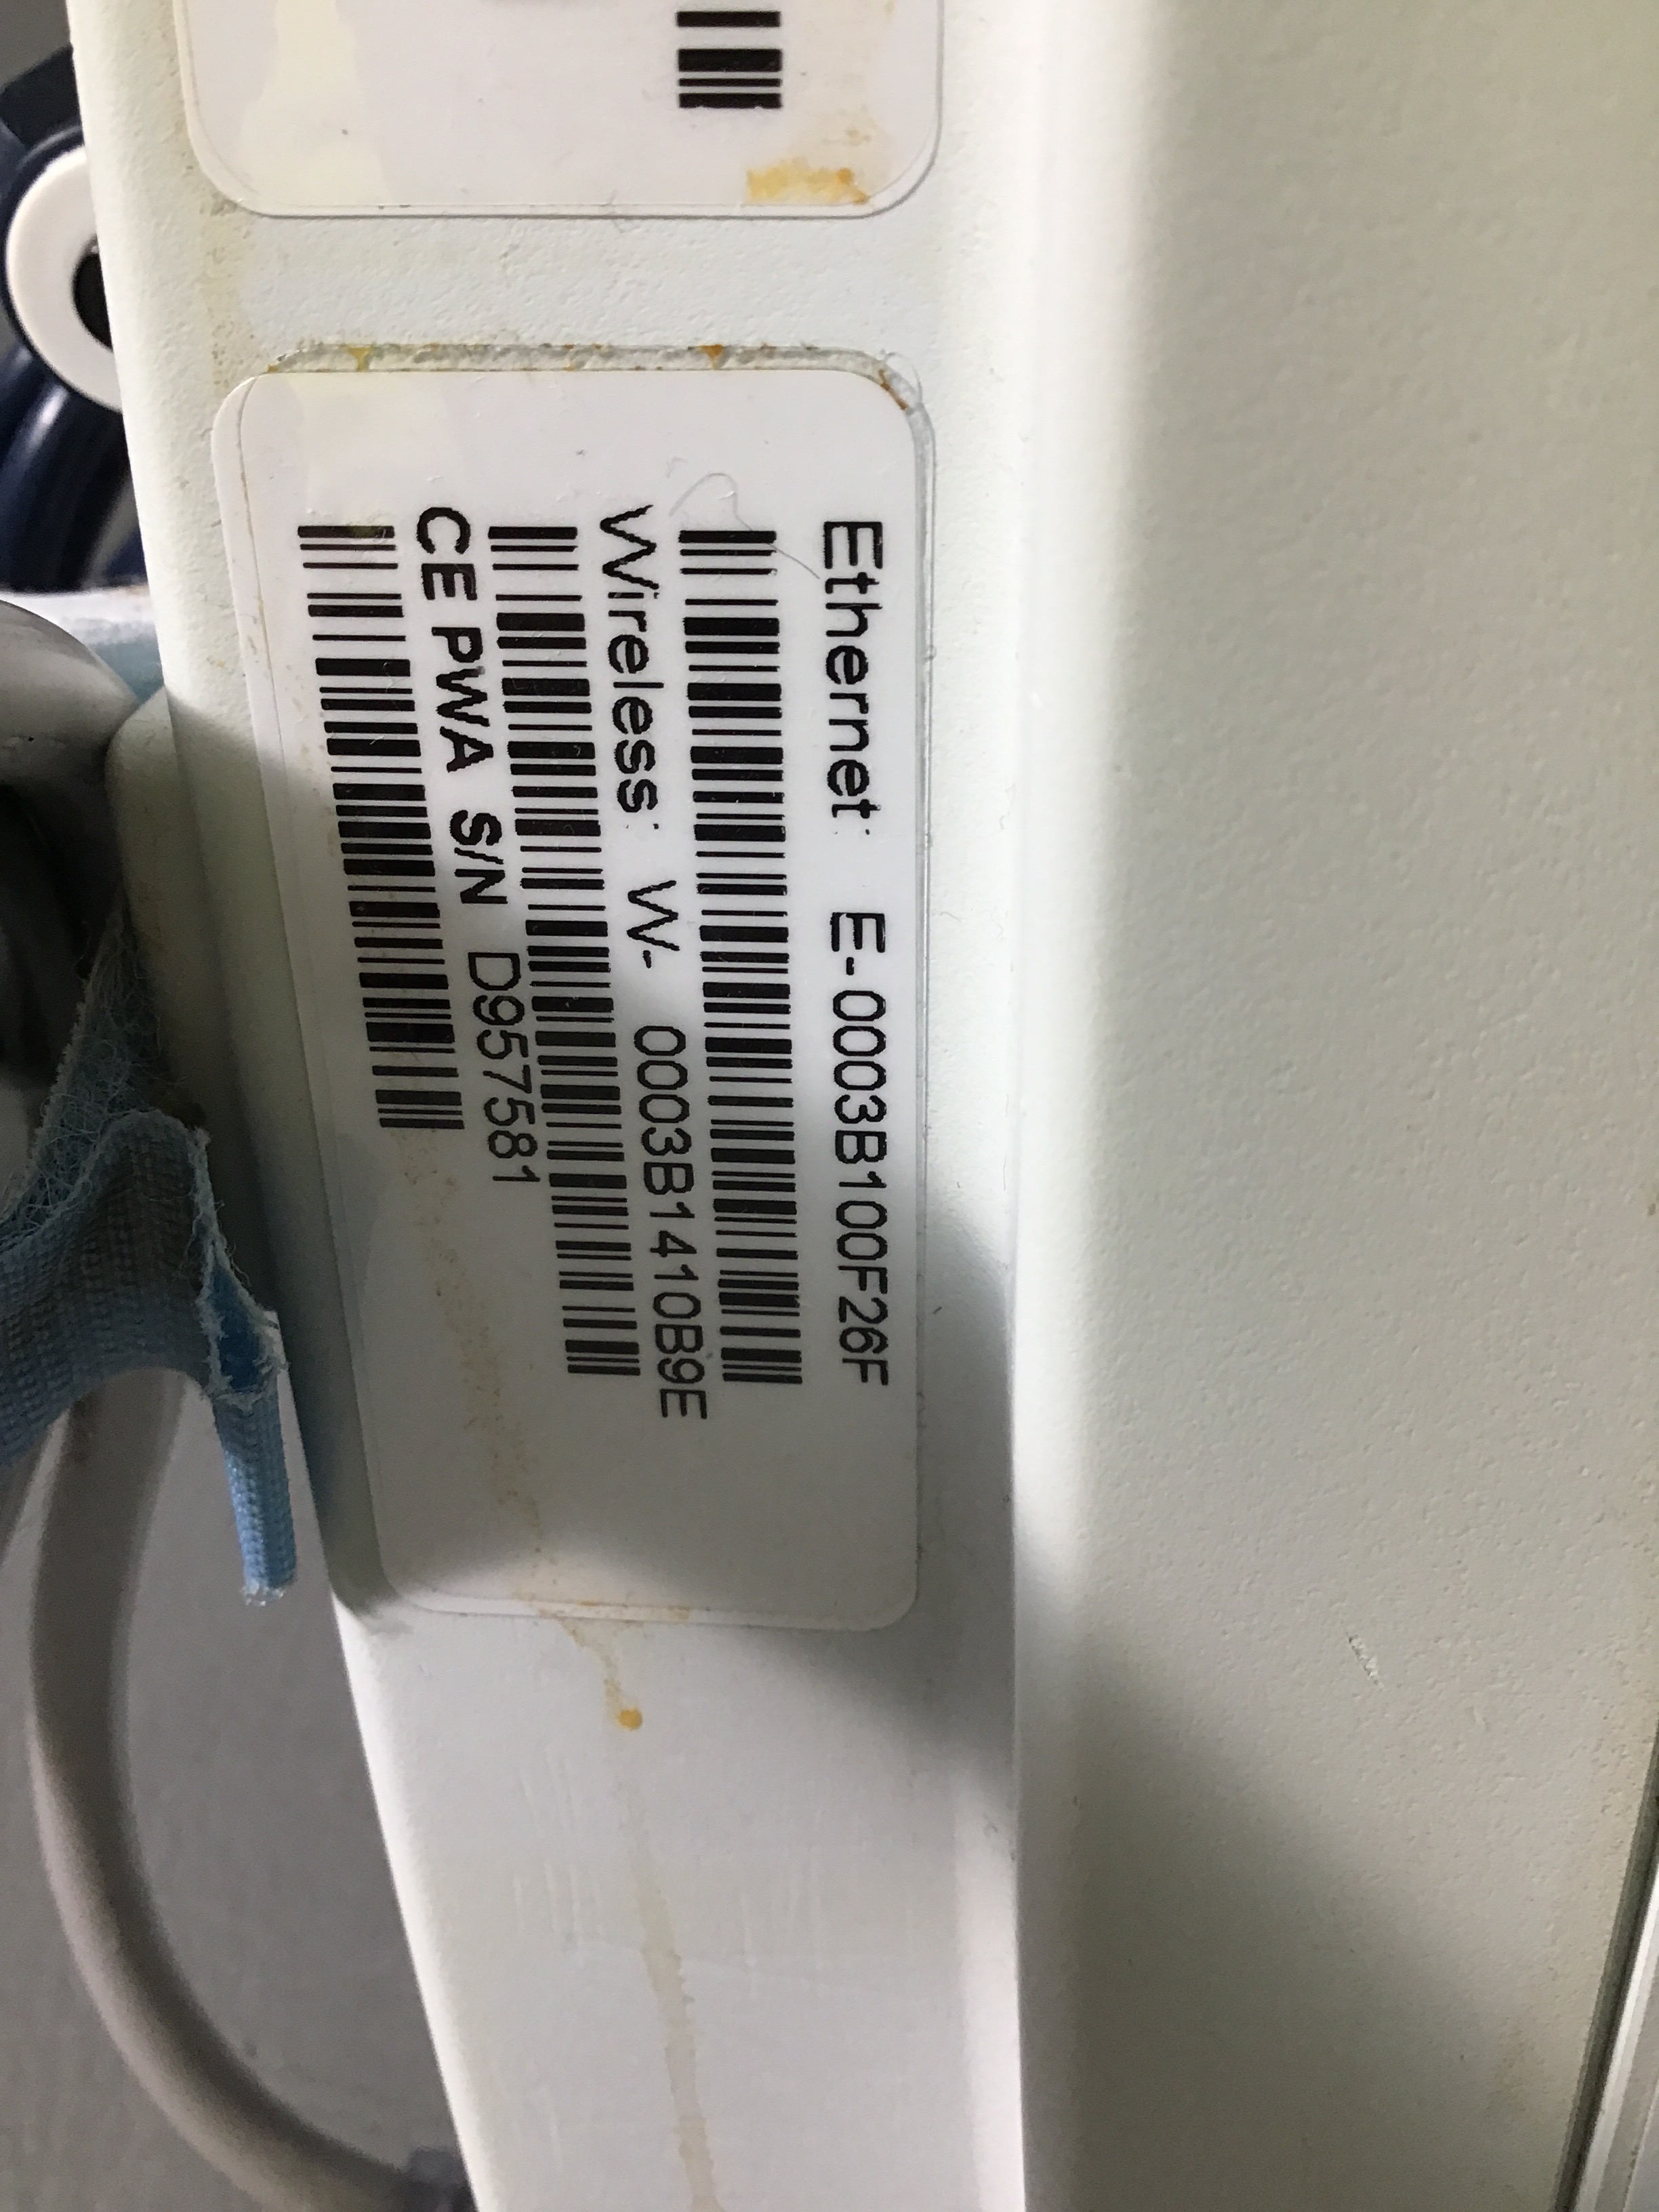 Ethernet: E-0003B100F26F
Wireless: W- 0003B1410B9E
CE PWA S/N D957581